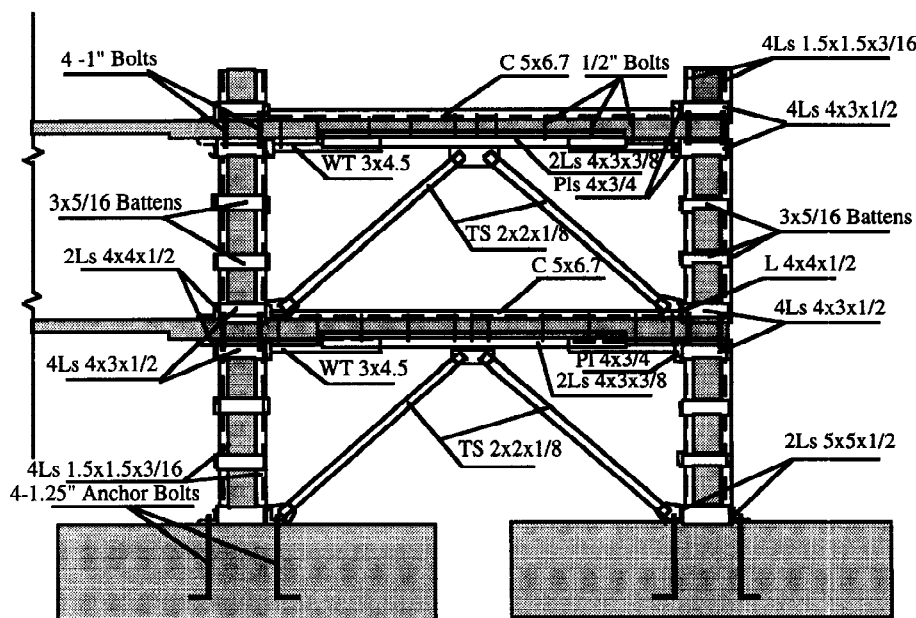 4Ls 1.5x1.5x3/16
4 -1" Bolts
C 5x6.7
1/2" Bolts
4Ls 4x3x1/2
WT 3x4.5
2Ls 4x3x3/8
Pls 4x3/4
3x5/16 Battens
TS 2x2x1/8
3x5/16 Battens
2Ls 4x4x1/2
C 5x6.7
L 4x4x1/2
4Ls 4x3x1/2
4Ls 4x3x1/2
WT 3x4.5
Pl 4x3/4
2Ls 4x3x3/8
TS 2x2x1/8
2Ls 5x5x1/2
4Ls 1.5x1.5x3/16
4-1.25" Anchor Bolts